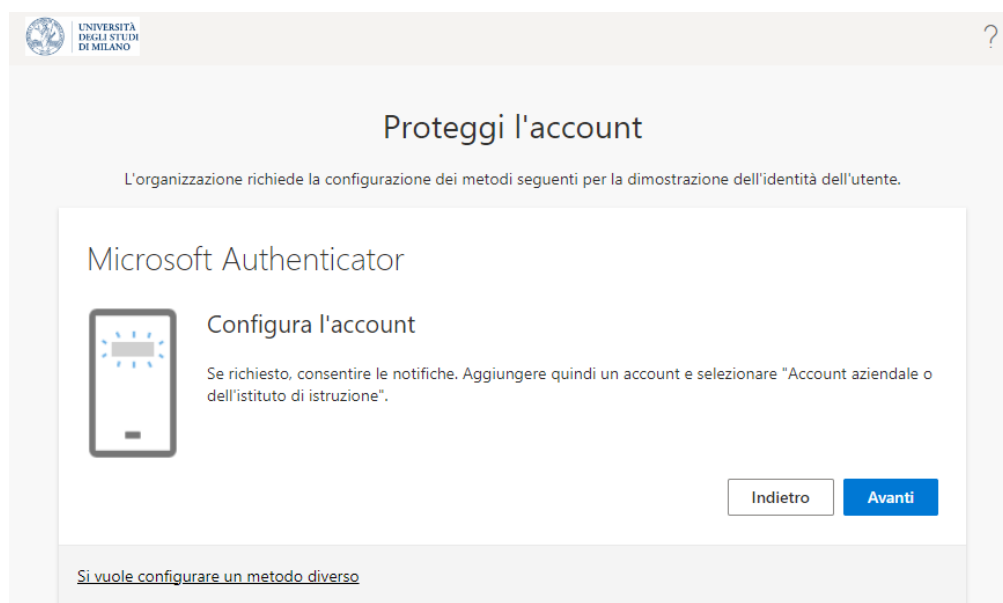 UNIVERSITÀ
DEGLI STUDI
DI MILANO
?
Proteggi l'account
L'organizzazione richiede la configurazione dei metodi seguenti per la dimostrazione dell'identità dell'utente.
Microsoft Authenticator
Configura l'account
Se richiesto, consentire le notifiche. Aggiungere quindi un account e selezionare "Account aziendale o
dell'istituto di istruzione".
Indietro
Avanti
Si vuole configurare un metodo diverso